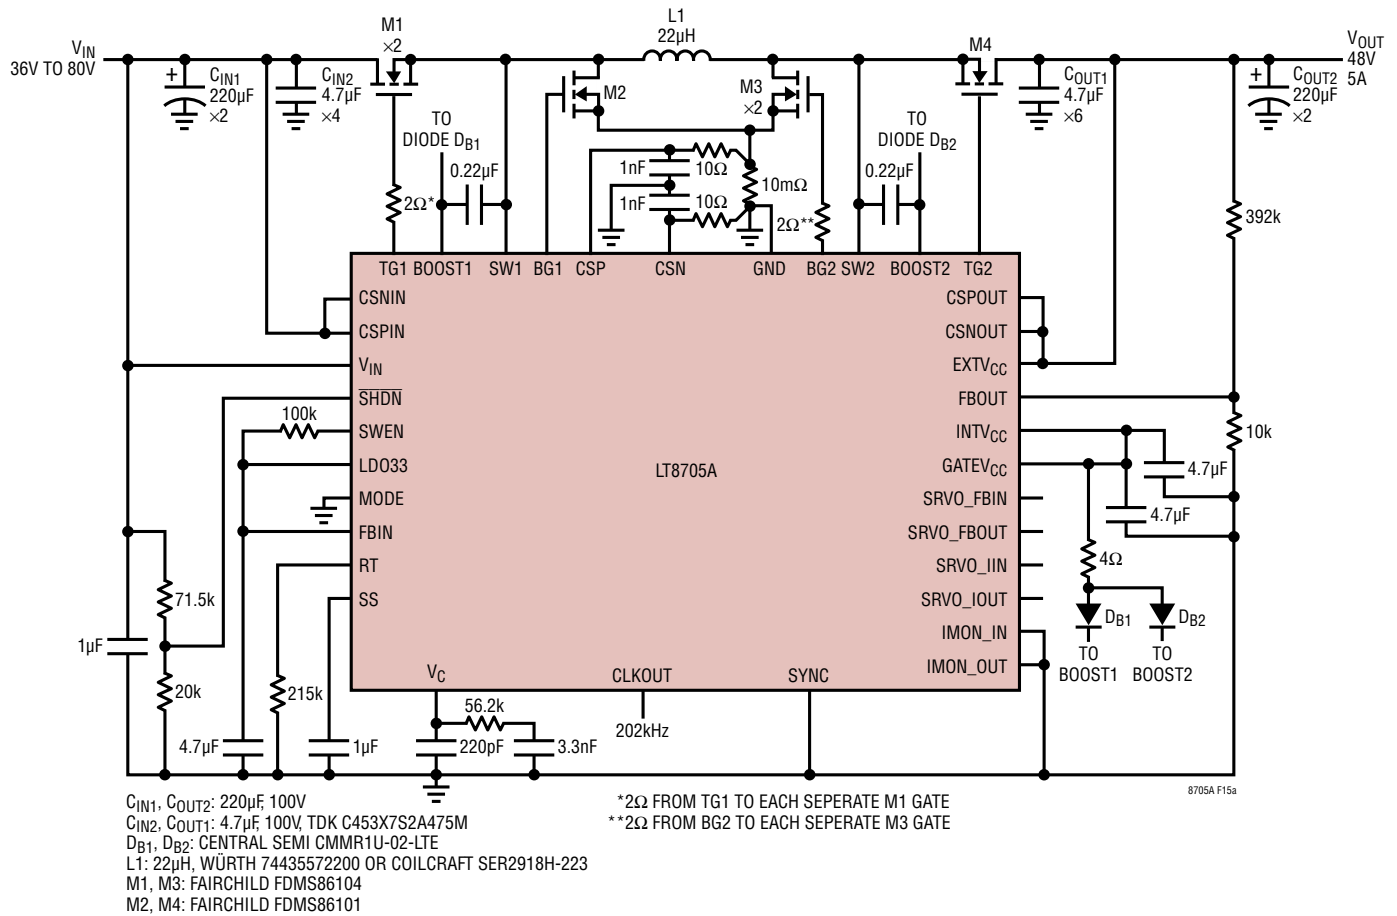 VIN
36V TO 80V
CIN1
220µF
×2
+
CIN2
4.7µF
×4
M1
×2
L1
22µH
M2
M3
×2
M4
COUT1
4.7µF
×6
+
COUT2
220µF
×2
VOUT
48V
5A
TO
DIODE DB1
0.22µF
2Ω*
1nF
10Ω
1nF
10Ω
10mΩ
2Ω**
TO
DIODE DB2
0.22µF
392k
TG1 BOOST1 SW1 BG1 CSP CSN GND BG2 SW2 BOOST2 TG2
CSNIN
CSPIN
VIN
SHDN
SWEN
LDO33
MODE
FBIN
RT
SS
LT8705A
CSPOUT
CSNOUT
EXTVCC
FBOUT
INTVCC
GATEVCC
SRVO_FBIN
SRVO_FBOUT
SRVO_IIN
SRVO_IOUT
IMON_IN
IMON_OUT
VC CLKOUT SYNC
100k
71.5k
1µF
20k
215k
4.7µF
1µF
56.2k
220pF
3.3nF
202kHz
10k
4.7µF
4.7µF
4Ω
DB1
DB2
TO
BOOST1
TO
BOOST2
8705A F15a
CIN1, COUT2: 220µF, 100V
CIN2, COUT1: 4.7µF, 100V, TDK C453X7S2A475M
DB1, DB2: CENTRAL SEMI CMMR1U-02-LTE
L1: 22µH, WÜRTH 74435572200 OR COILCRAFT SER2918H-223
M1, M3: FAIRCHILD FDMS86104
M2, M4: FAIRCHILD FDMS86101
*2Ω FROM TG1 TO EACH SEPERATE M1 GATE
**2Ω FROM BG2 TO EACH SEPERATE M3 GATE